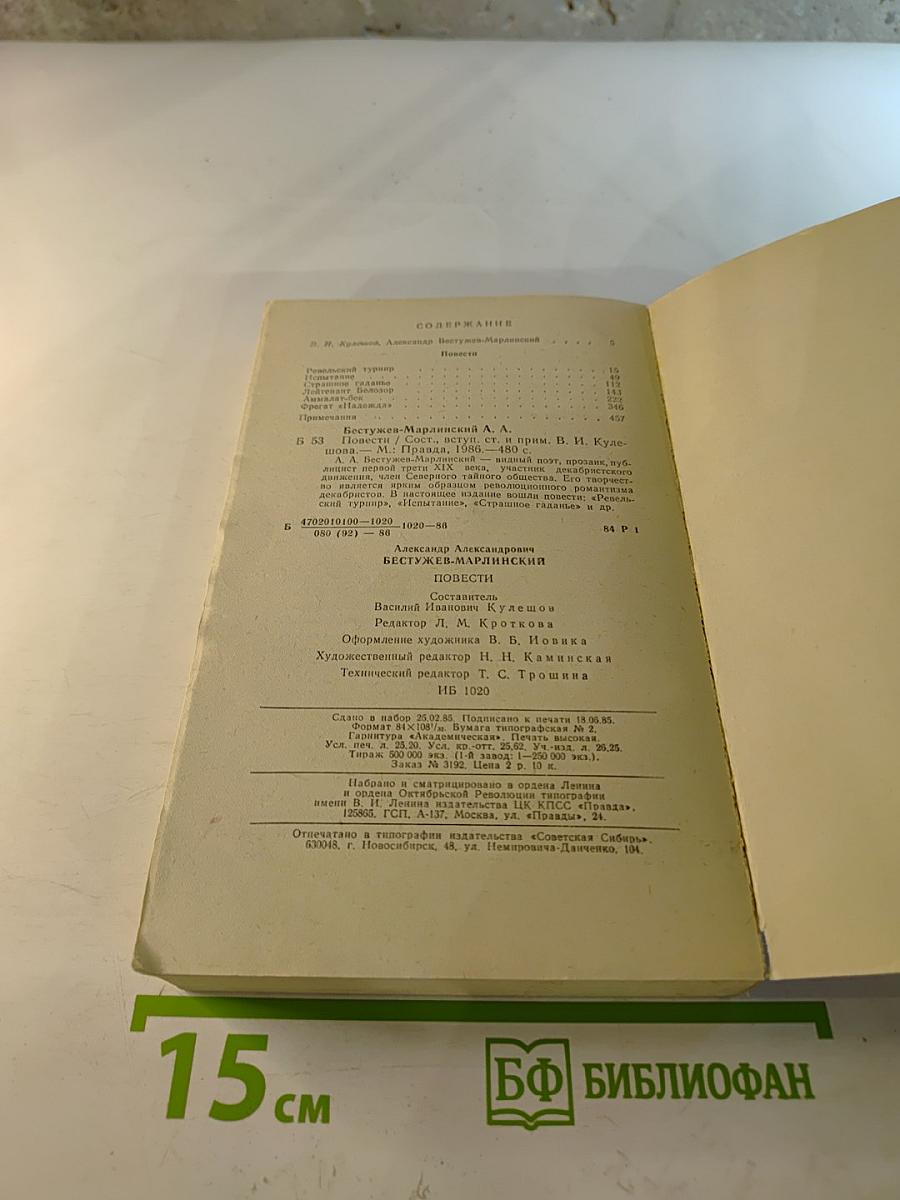 СОДЕРЖАНИЕ
В. И. Кулешов. Александр Бестужев-Марлинский . . . . 5
Повести
Ревельский турнир . . . . . . . . . . . . . . . 15
Испытание . . . . . . . . . . . . . . . 49
Страшное гаданье . . . . . . . . . . . . . . . 112
Лейтенант Белозор . . . . . . . . . . . . . . . 143
Аммалат-бек . . . . . . . . . . . . . . . 222
Фрегат «Надежда» . . . . . . . . . . . . . . . 346
Примечания . . . . . . . . . . . . . . . 457
Бестужев-Марлинский А. А.
Б 53 Повести / Сост., вступ. ст. и прим. В. И. Куле-
шова.— М.: Правда, 1986.—480 с.
А. А. Бестужев-Марлинский — видный поэт, прозаик, пуб-
лицист первой трети XIX века, участник декабристского
движения, член Северного тайного общества. Его творчест-
во является ярким образцом революционного романтизма
декабристов. В настоящее издание вошли повести: «Ревель-
ский турнир», «Испытание», «Страшное гаданье» и др.
Б 4702010100—1020
080 (92) — 86
1020—86
84 Р 1
Александр Александрович
БЕСТУЖЕВ-МАРЛИНСКИЙ
ПОВЕСТИ
Составитель
Василий Иванович Кулешов
Редактор Л. М. Кроткова
Оформление художника В. Б. Иовика
Художественный редактор Н. Н. Каминская
Технический редактор Т. С. Трошина
ИБ 1020
Сдано в набор 25.02.85. Подписано к печати 18.06.85.
Формат 84×108¹/₃₂. Бумага типографская № 2.
Гарнитура «Академическая». Печать высокая.
Усл. печ. л. 25,20. Усл. кр.-отт. 25,62. Уч.-изд. л. 26,25.
Тираж 500 000 экз. (1-й завод: 1—250 000 экз.).
Заказ № 3192. Цена 2 р. 10 к.
Набрано и сматрицировано в ордена Ленина
и ордена Октябрьской Революции типографии
имени В. И. Ленина издательства ЦК КПСС «Правда».
125865, ГСП, А-137, Москва, ул. «Правды», 24.
Отпечатано в типографии издательства «Советская Сибирь».
630048, г. Новосибирск, 48, ул. Немировича-Данченко, 104.
15 см
БФ БИБЛИОФАН